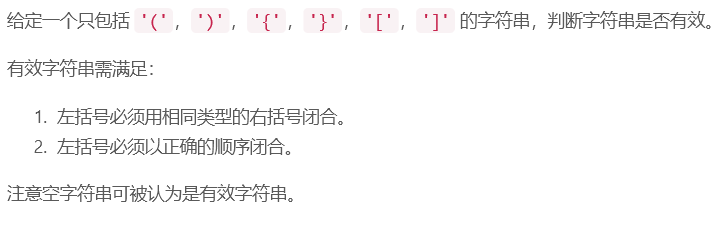 给定一个只包括 '('，')'，'{'，'}'，'['，']' 的字符串，判断字符串是否有效。
有效字符串需满足：
1. 左括号必须用相同类型的右括号闭合。
2. 左括号必须以正确的顺序闭合。
注意空字符串可被认为是有效字符串。